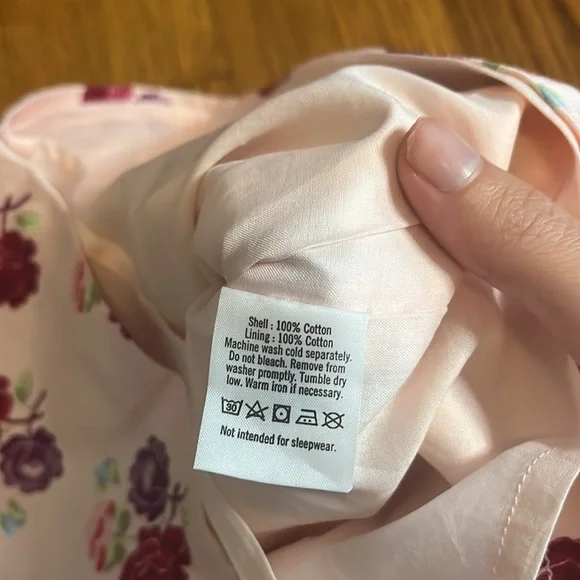 Shell : 100% Cotton
Lining : 100% Cotton
Machine wash cold separately.
Do not bleach. Remove from
washer promptly. Tumble dry
low. Warm iron if necessary.
30
Not intended for sleepwear.